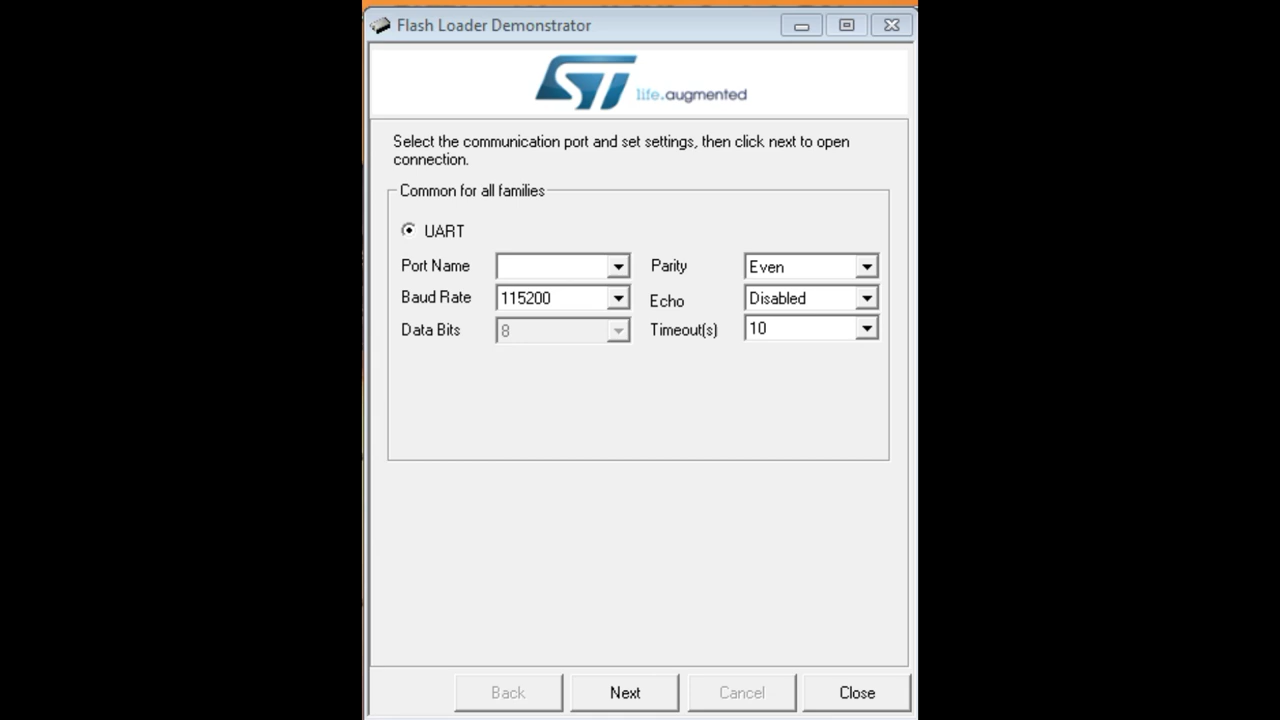 Flash Loader Demonstrator
ST life.augmented
Select the communication port and set settings, then click next to open
connection.
Common for all families
UART
Port Name Parity Even
Baud Rate 115200 Echo Disabled
Data Bits 8 Timeout(s) 10
Back Next Cancel Close